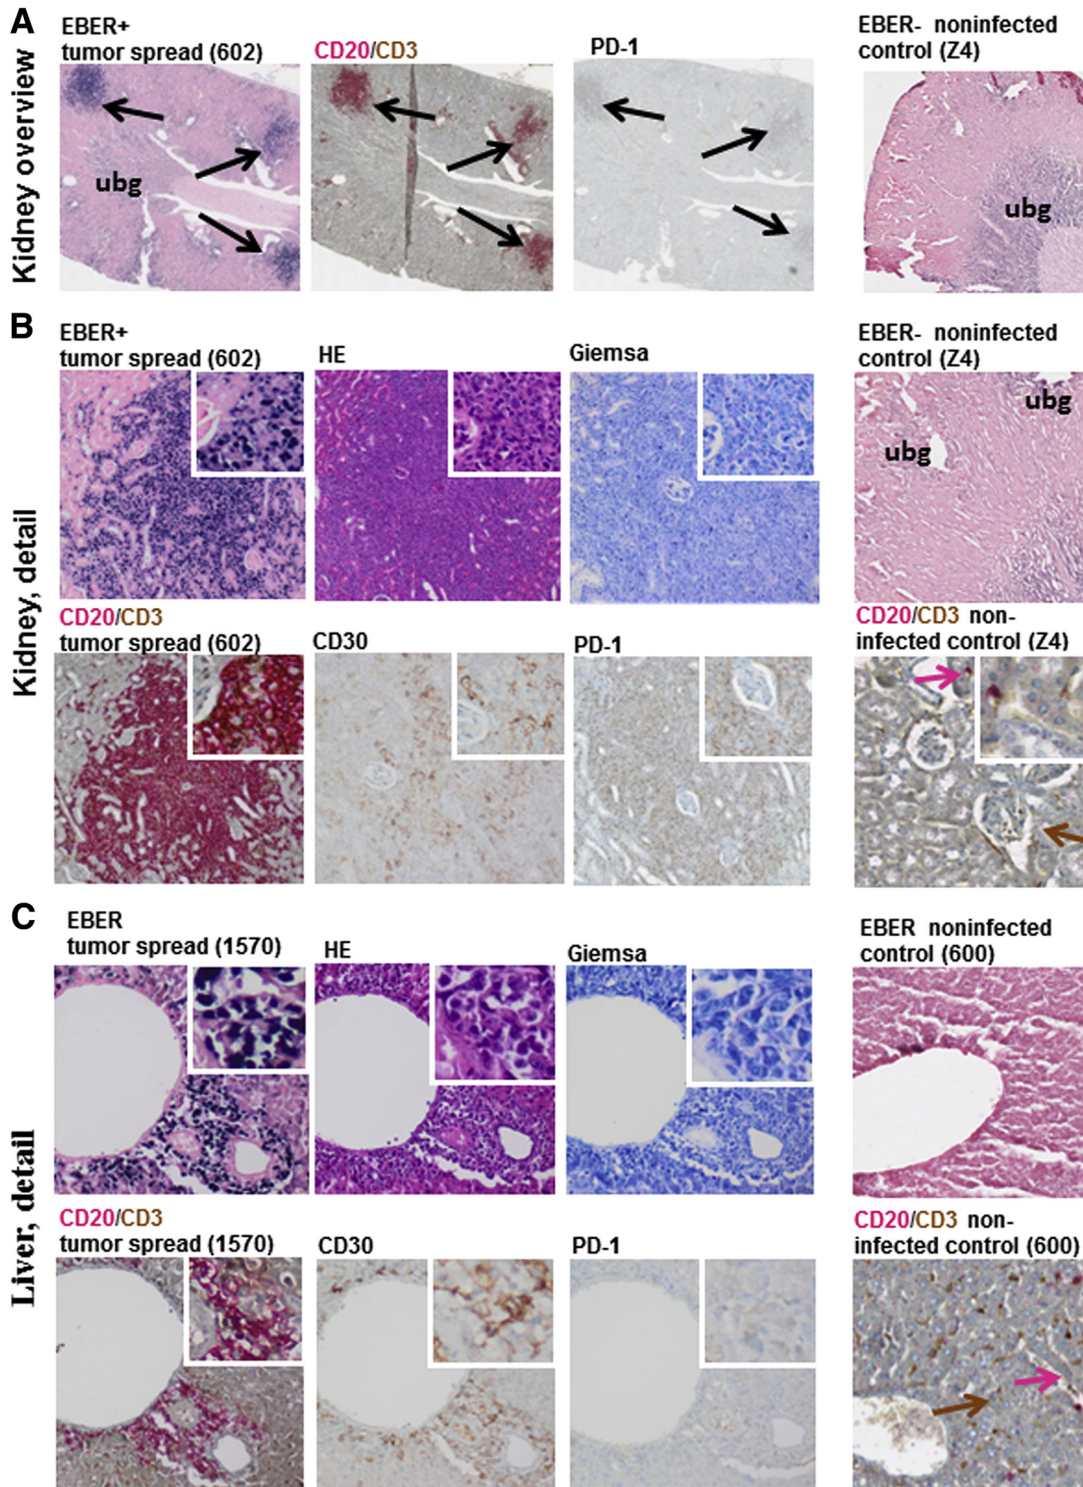 A
Kidney overview
EBER+
tumor spread (602)
CD20/CD3
PD-1
EBER- noninfected
control (Z4)
ubg
ubg
B
Kidney, detail
EBER+
tumor spread (602)
HE
Giemsa
EBER- noninfected
control (Z4)
ubg
ubg
CD20/CD3
tumor spread (602)
CD30
PD-1
CD20/CD3 non-
infected control (Z4)
C
Liver, detail
EBER
tumor spread (1570)
HE
Giemsa
EBER noninfected
control (600)
CD20/CD3
tumor spread (1570)
CD30
PD-1
CD20/CD3 non-
infected control (600)